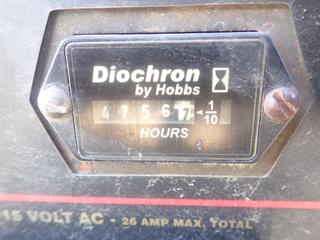 Diochron
by Hobbs
4 7 5 6 1/10
HOURS
15 VOLT AC - 26 AMP MAX. TOTAL